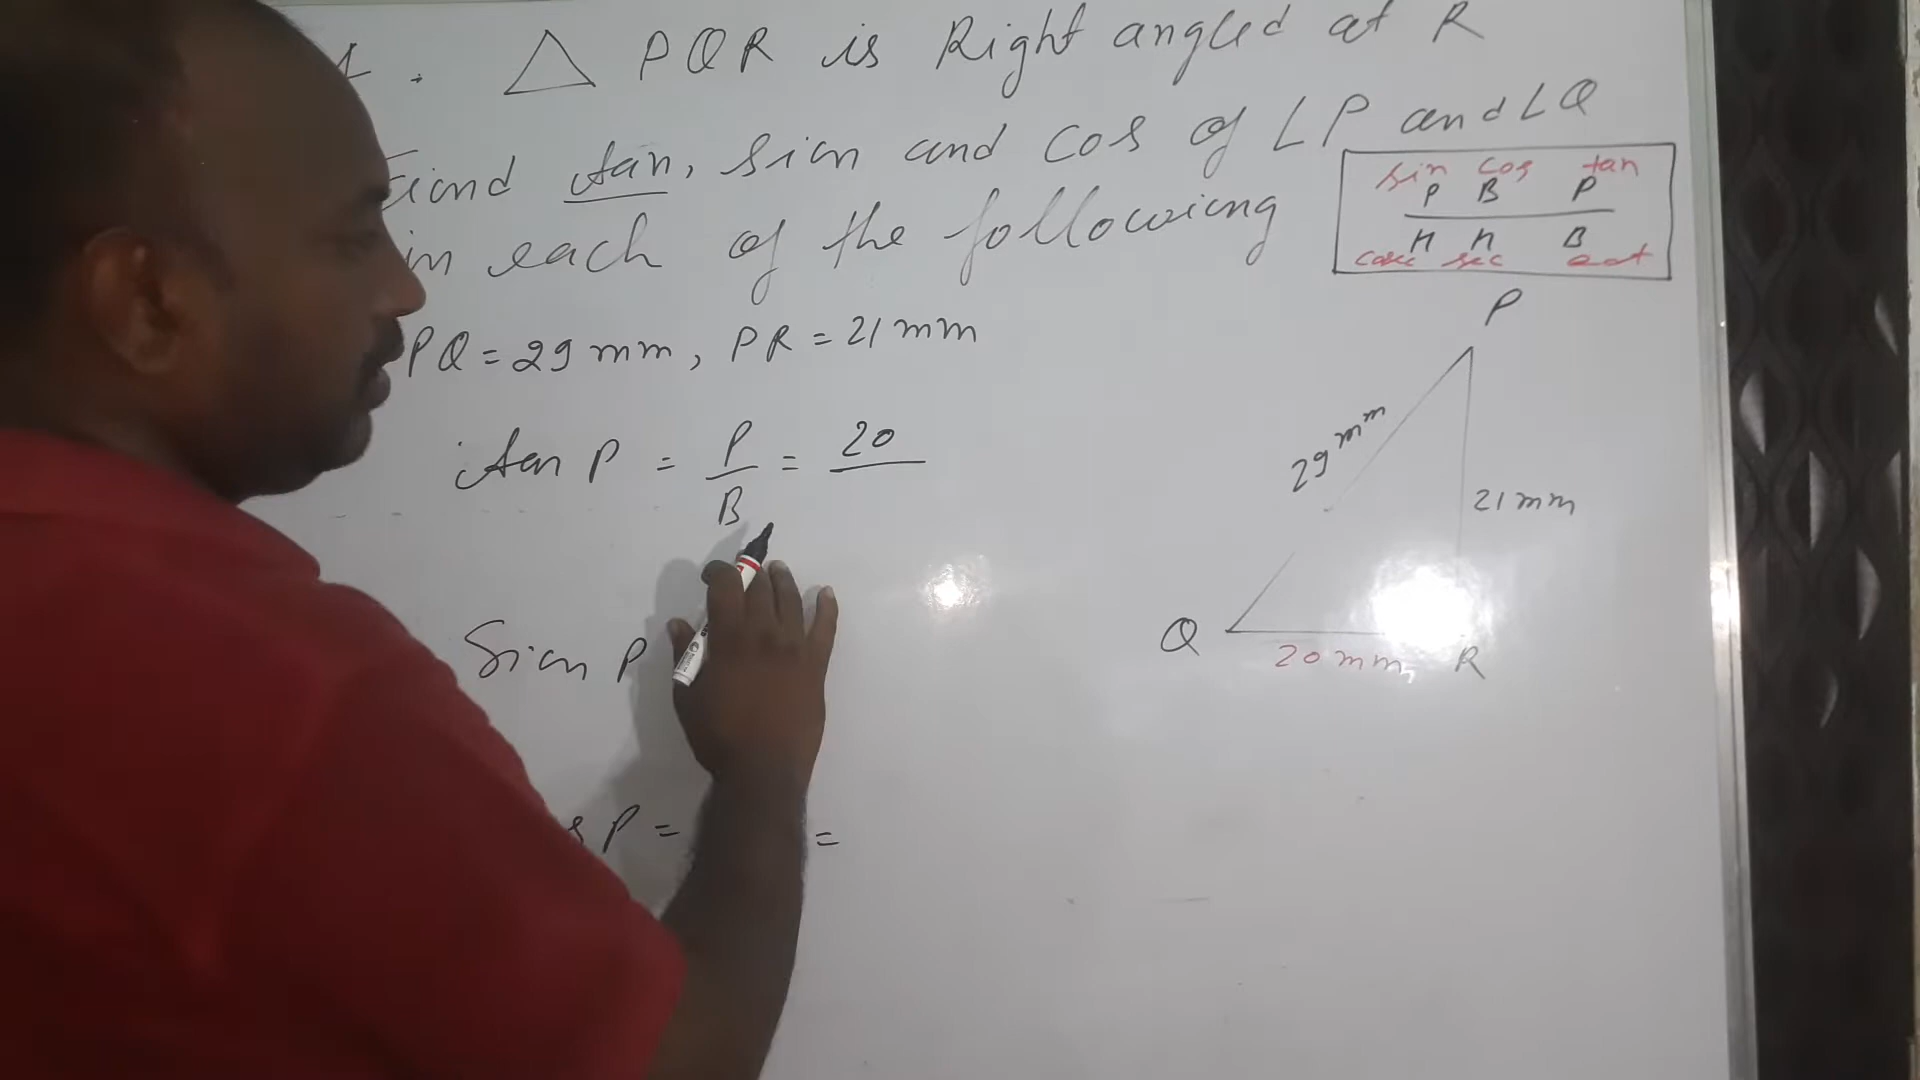 △ PQR is Right angled at R
Find tan, Sin and Cos of ∠P and ∠Q
in each of the following
sin cos tan
P B P
H H B
cosec sec cot
PQ = 29 mm, PR = 21 mm
P
29 mm
21 mm
Q
20 mm
R
tan P = P/B = 20
Sin P
P = =